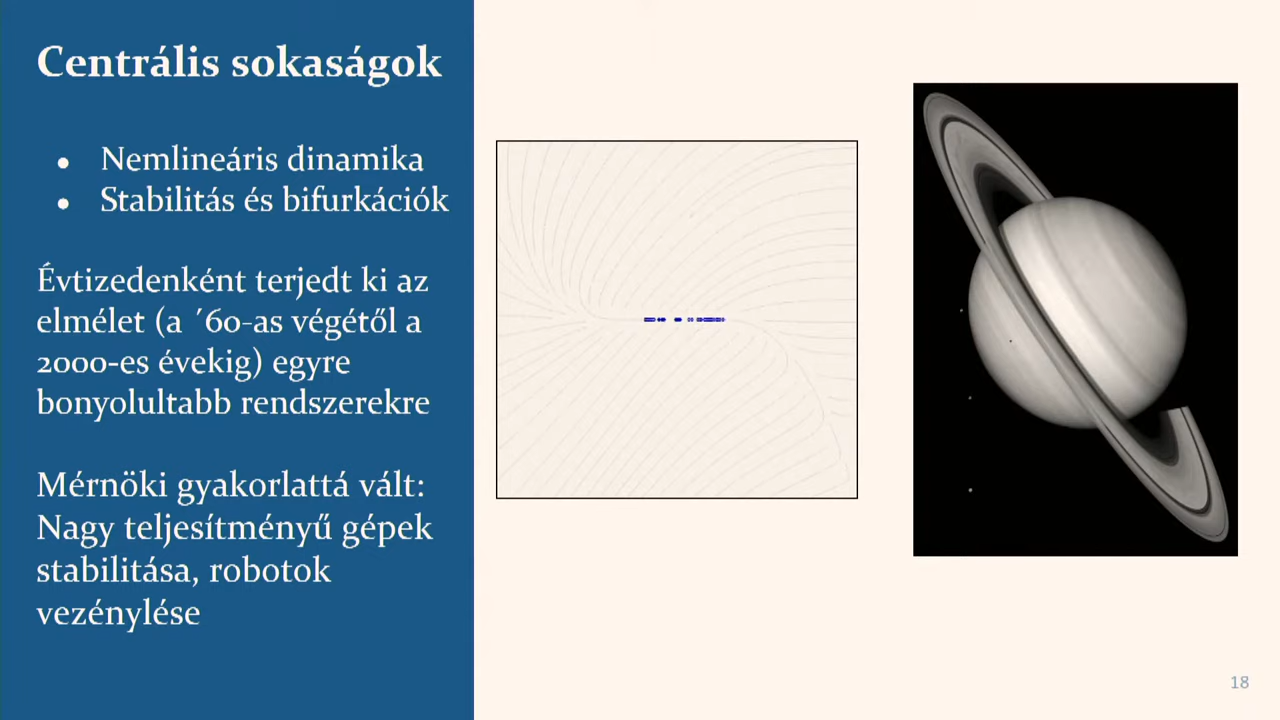 Centrális sokaságok
● Nemlineáris dinamika
● Stabilitás és bifurkációk
Évtizedenként terjedt ki az
elmélet (a ´60-as végétől a
2000-es évekig) egyre
bonyolultabb rendszerekre
Mérnöki gyakorlattá vált:
Nagy teljesítményű gépek
stabilitása, robotok
vezénylése
18